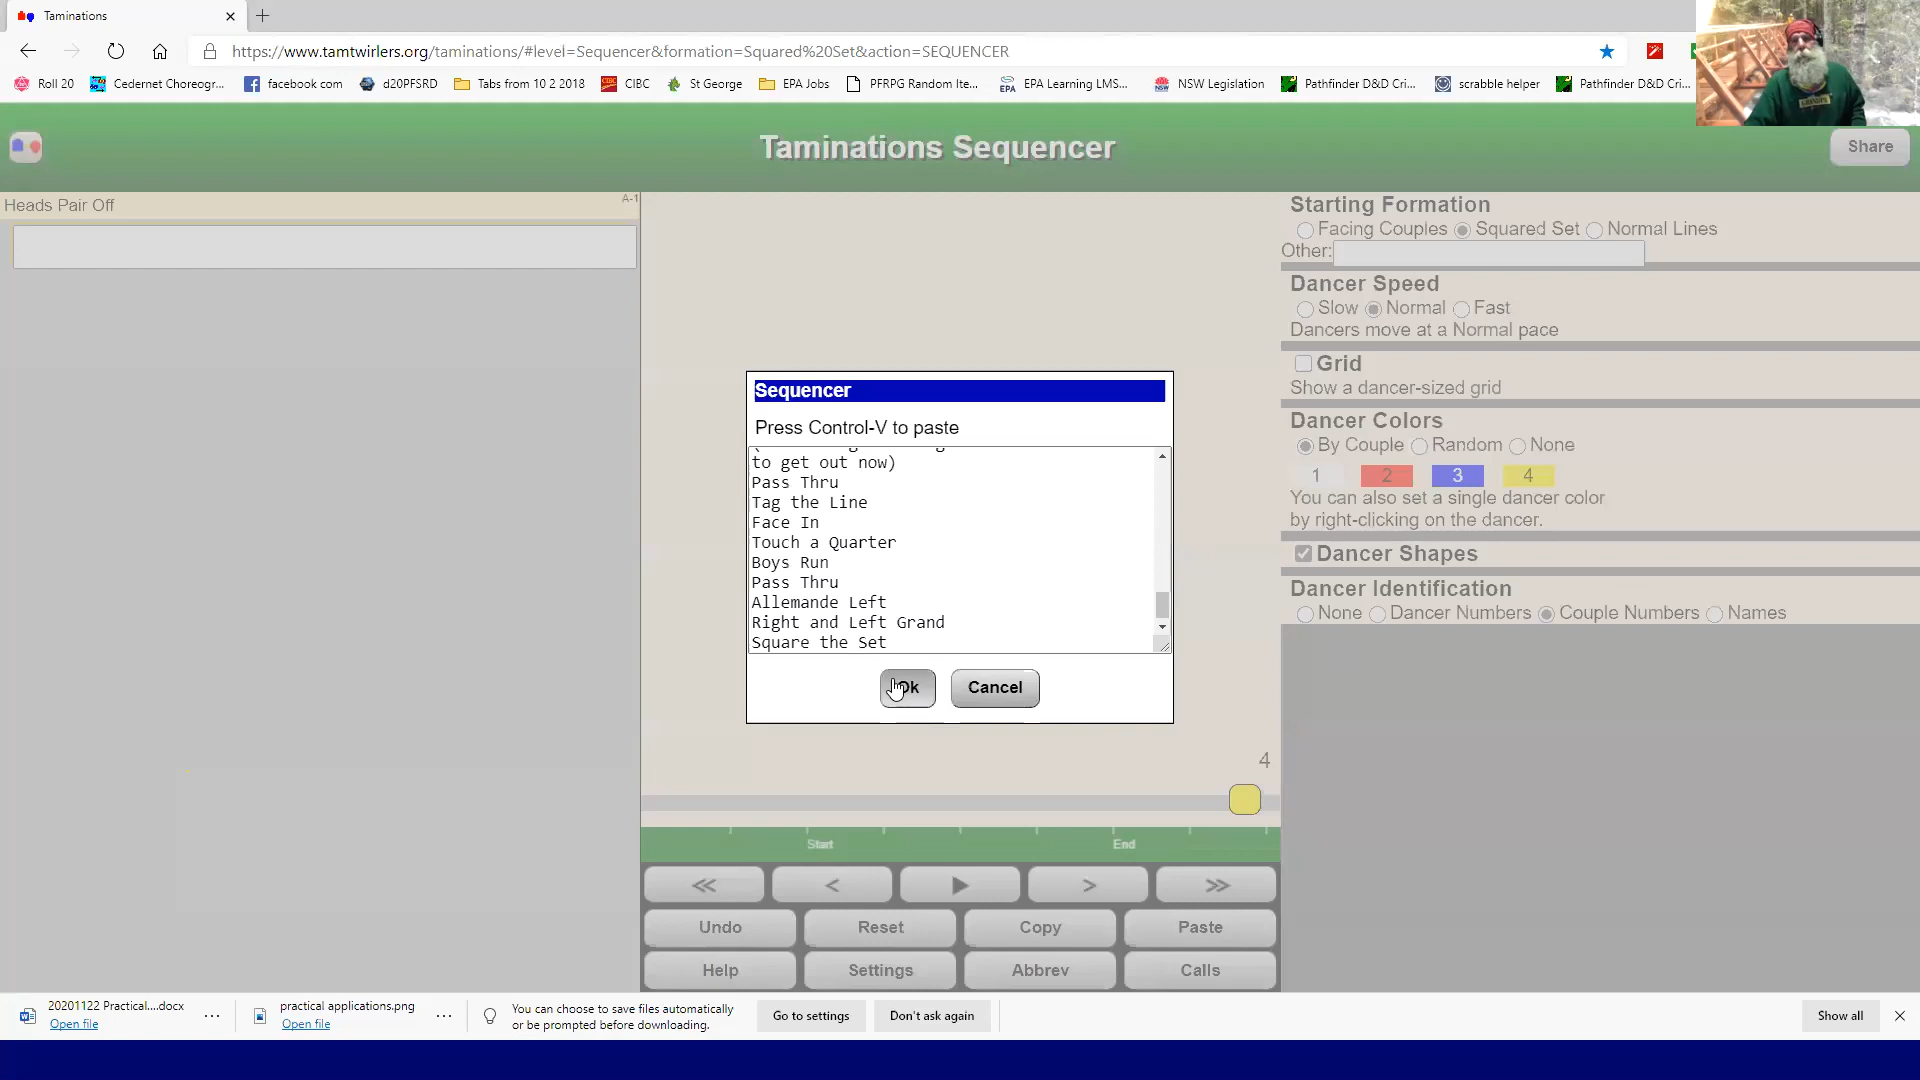 Taminations
https://www.tamtwirlers.org/taminations/#level=Sequencer&formation=Squared%20Set&action=SEQUENCER
Roll 20
Cedernet Choreogr...
facebook com
d20PFSRD
Tabs from 10 2 2018
CIBC
St George
EPA Jobs
PFRPG Random Ite...
EPA Learning LMS...
NSW Legislation
Pathfinder D&D Cri...
scrabble helper
Pathfinder D&D Cri...
Taminations Sequencer
Share
Heads Pair Off
A-1
Starting Formation
Facing Couples Squared Set Normal Lines
Other:
Dancer Speed
Slow Normal Fast
Dancers move at a Normal pace
Grid
Show a dancer-sized grid
Dancer Colors
By Couple Random None
1 2 3 4
You can also set a single dancer color
by right-clicking on the dancer.
Dancer Shapes
Dancer Identification
None Dancer Numbers Couple Numbers Names
Sequencer
Press Control-V to paste
to get out now)
Pass Thru
Tag the Line
Face In
Touch a Quarter
Boys Run
Pass Thru
Allemande Left
Right and Left Grand
Square the Set
Ok
Cancel
4
Start End
Undo Reset Copy Paste
Help Settings Abbrev Calls
20201122 Practical....docx
Open file
practical applications.png
Open file
You can choose to save files automatically
or be prompted before downloading.
Go to settings
Don't ask again
Show all